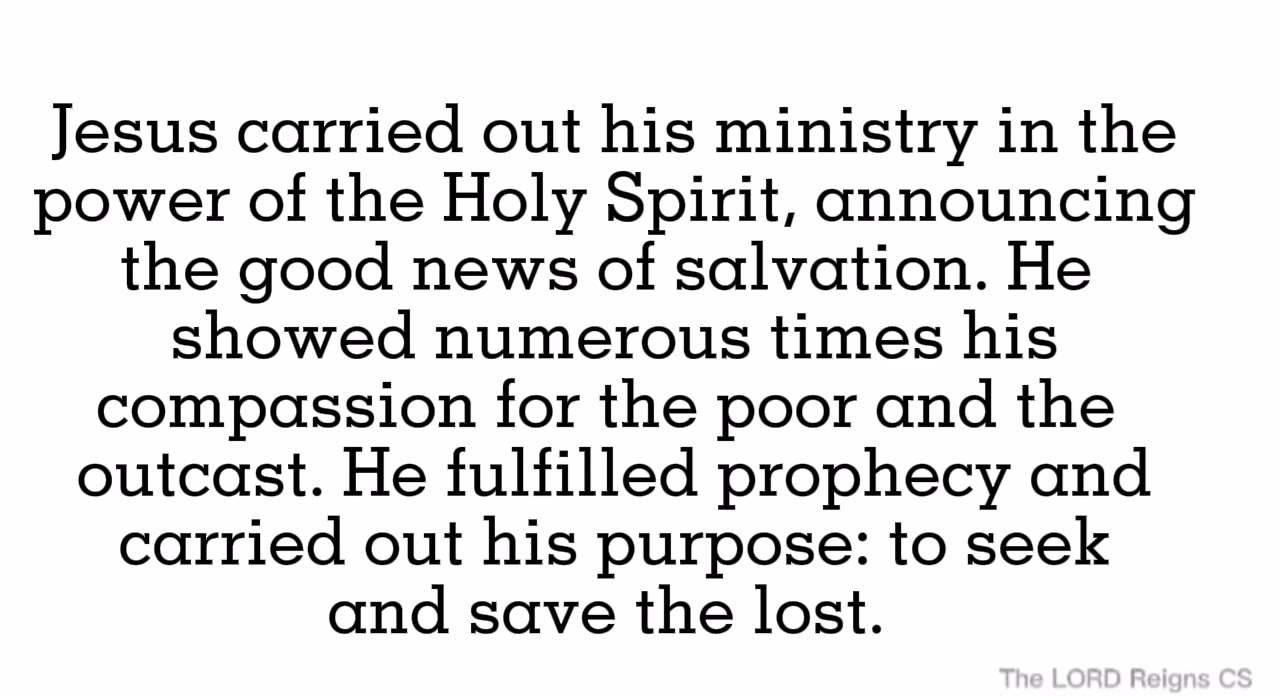 Jesus carried out his ministry in the
power of the Holy Spirit, announcing
the good news of salvation. He
showed numerous times his
compassion for the poor and the
outcast. He fulfilled prophecy and
carried out his purpose: to seek
and save the lost.
The LORD Reigns CS